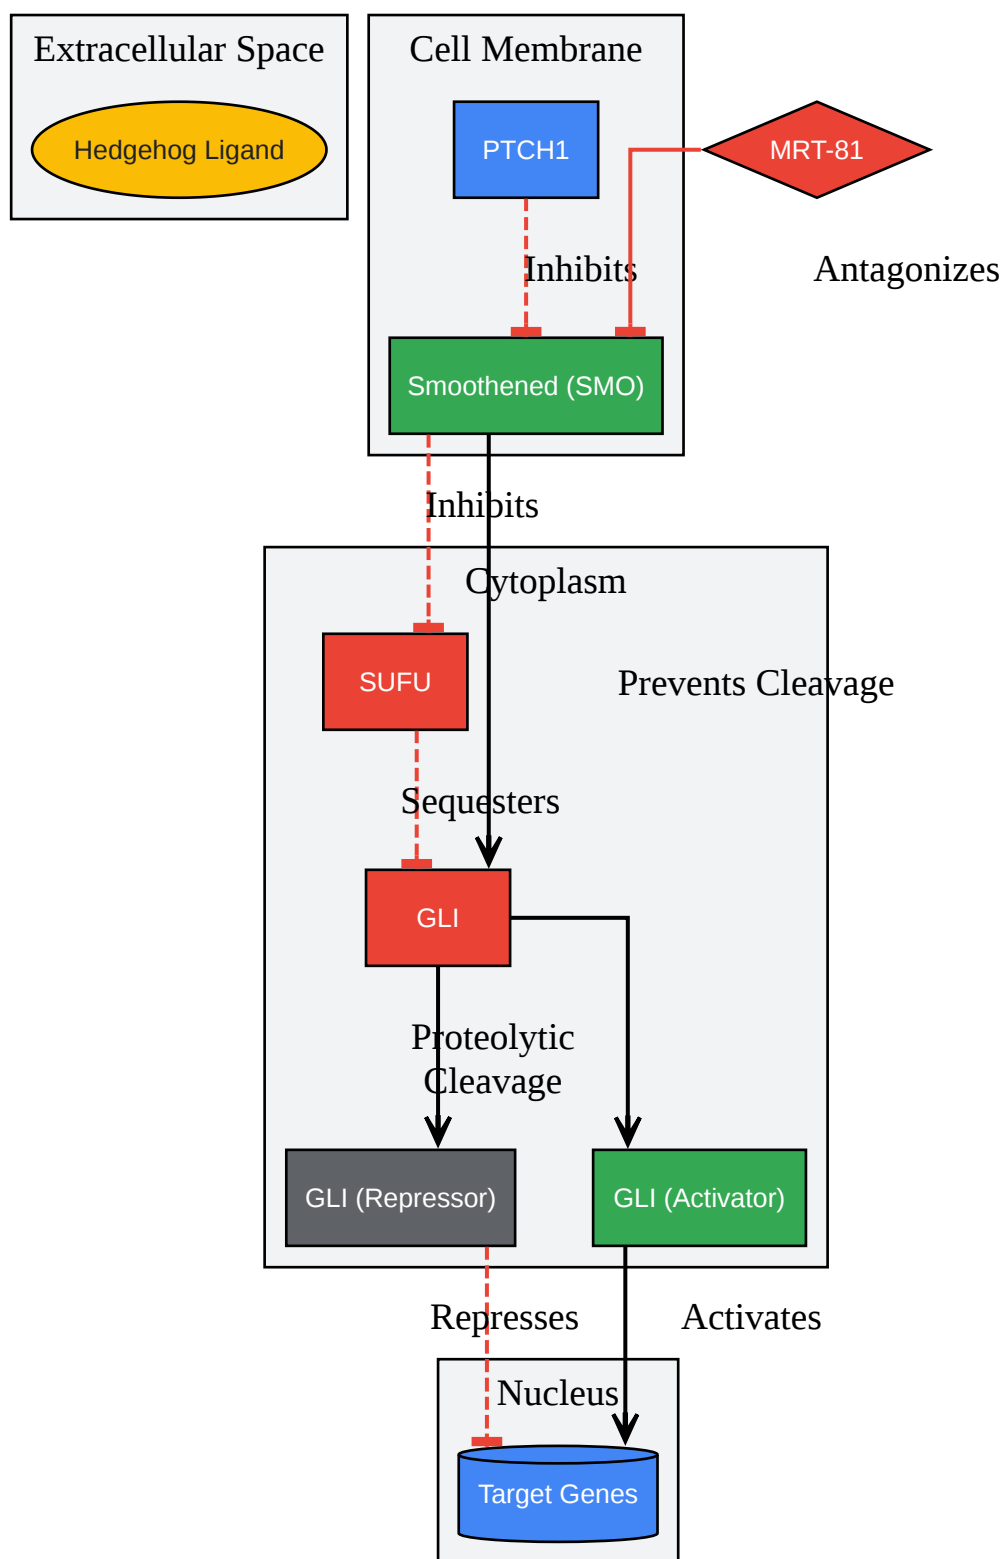 Extracellular Space
Cell Membrane
Hedgehog Ligand
PTCH1
MRT-81
Inhibits
Antagonizes
Smoothened (SMO)
Inhibits
Cytoplasm
SUFU
Prevents Cleavage
Sequesters
GLI
Proteolytic
Cleavage
GLI (Repressor)
GLI (Activator)
Represses
Activates
Nucleus
Target Genes